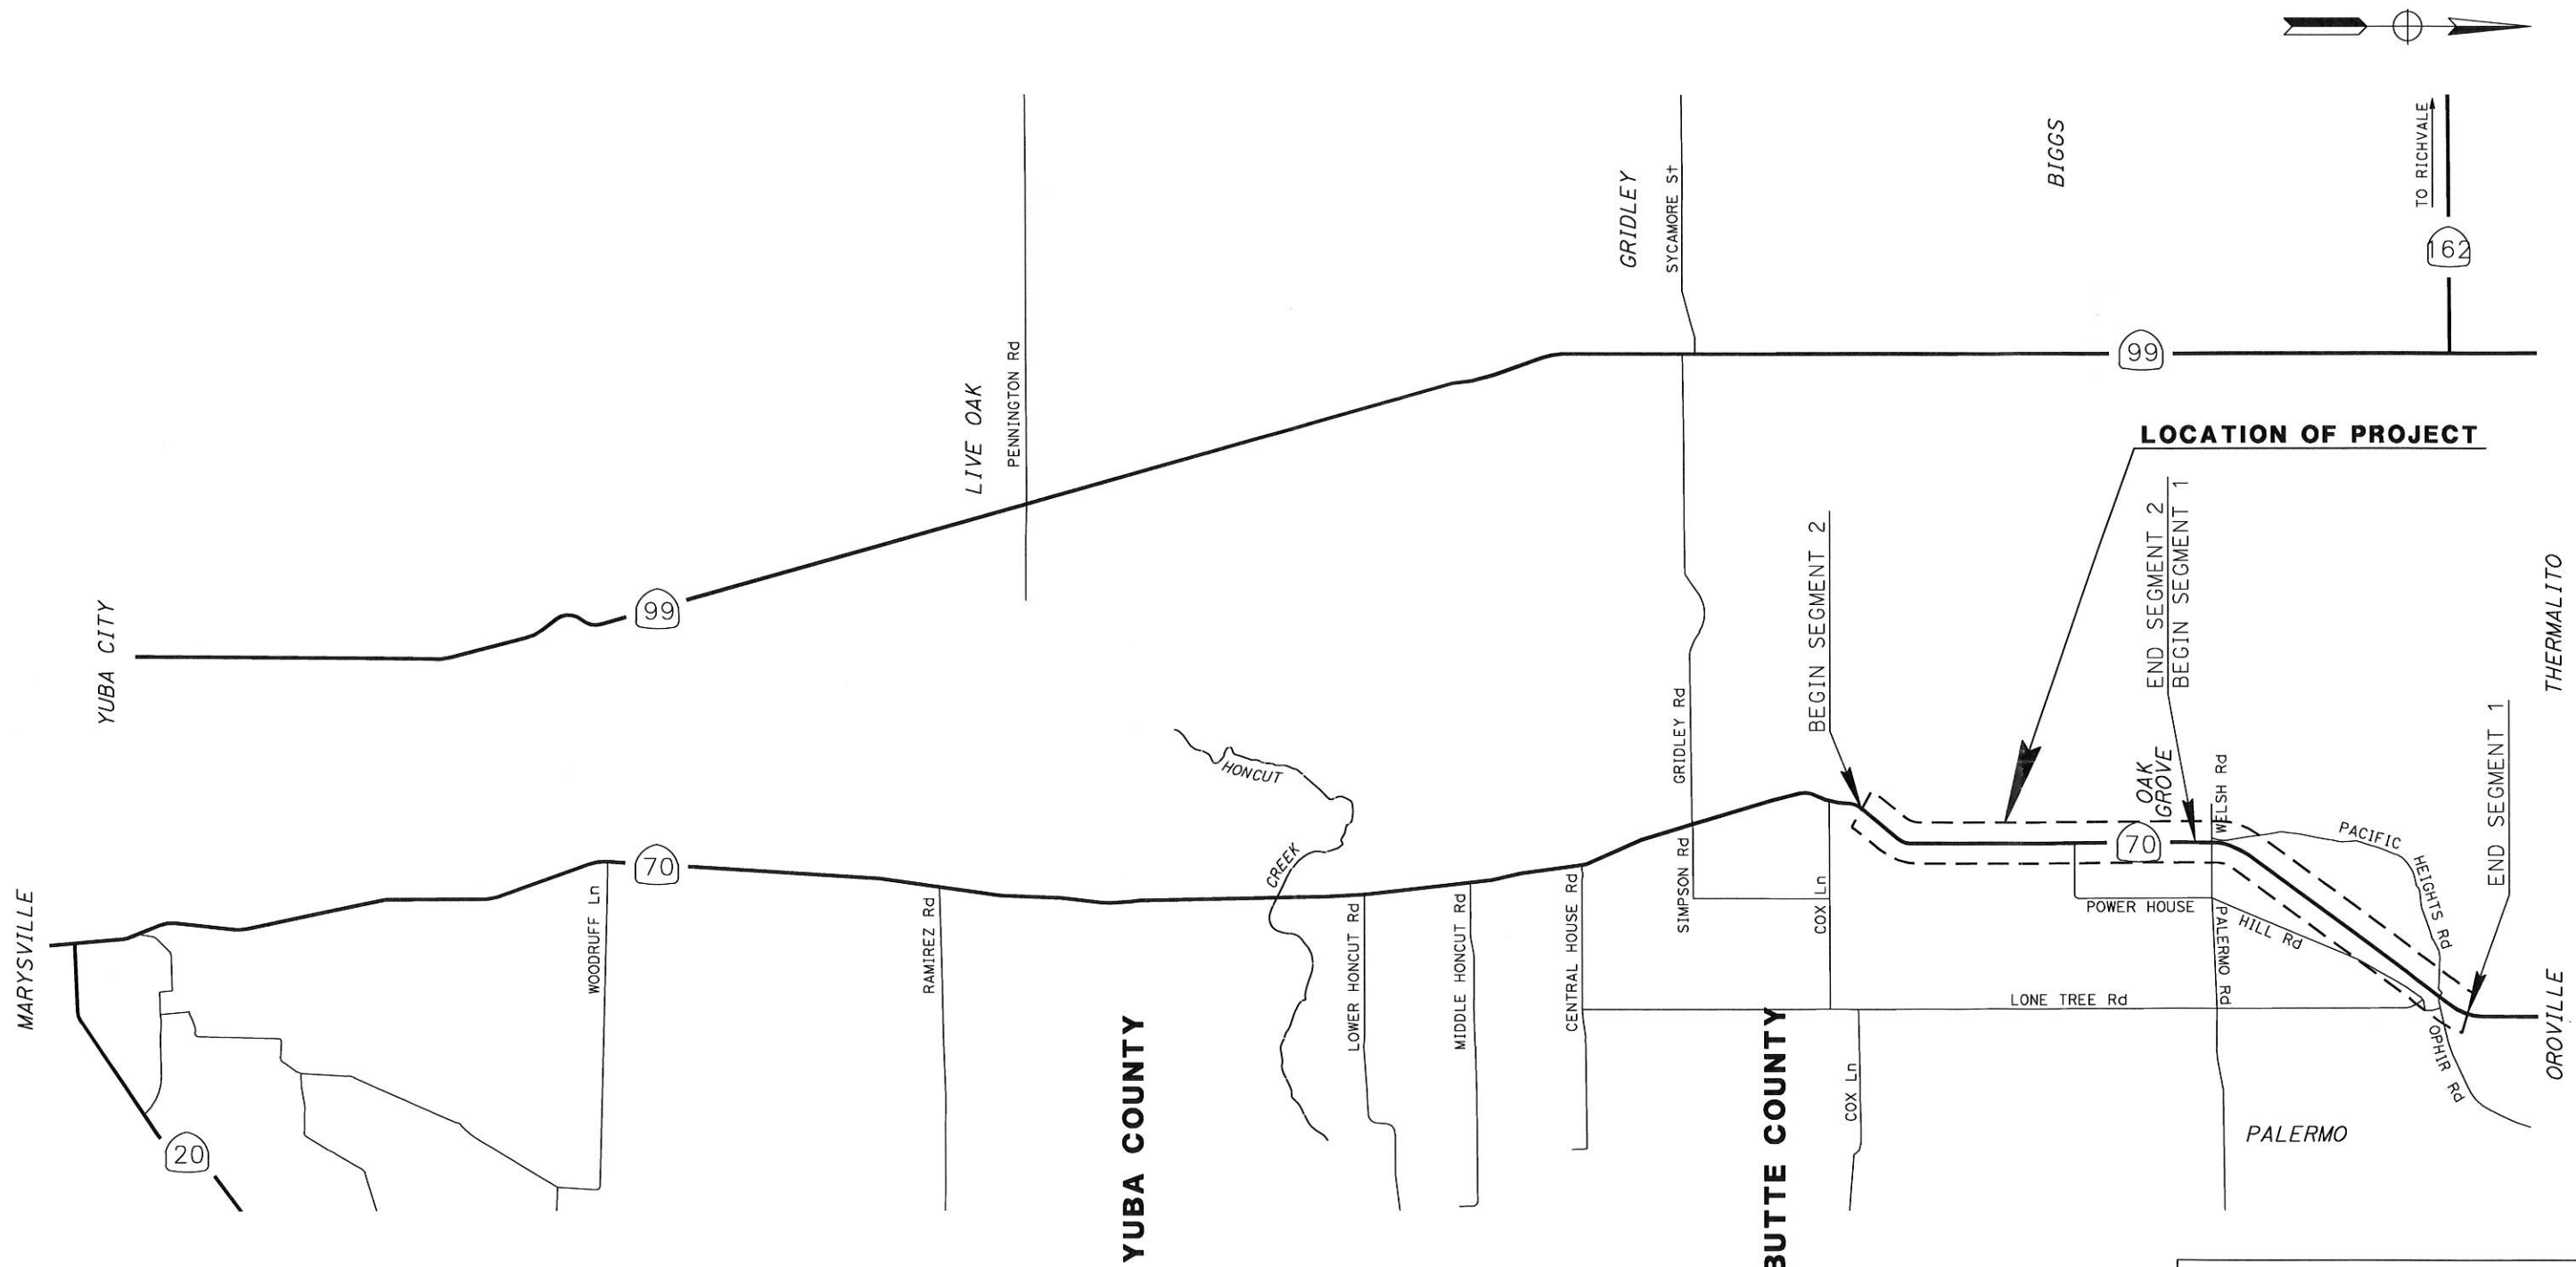 TO RICHVALE
162
BIGGS
GRIDLEY
SYCAMORE St
99
LIVE OAK
PENNINGTON Rd
LOCATION OF PROJECT
BEGIN SEGMENT 2
END SEGMENT 2
BEGIN SEGMENT 1
END SEGMENT 1
THERMALITO
YUBA CITY
99
GRIDLEY Rd
HONCUT
CREEK
OAK
GROVE
WELSH Rd
70
PACIFIC
HEIGHTS Rd
MARYSVILLE
70
WOODRUFF Ln
RAMIREZ Rd
LOWER HONCUT Rd
MIDDLE HONCUT Rd
CENTRAL HOUSE Rd
SIMPSON Rd
COX Ln
POWER HOUSE
HILL Rd
PALERMO Rd
LONE TREE Rd
OPHIR Rd
OROVILLE
COX Ln
20
YUBA COUNTY
BUTTE COUNTY
PALERMO